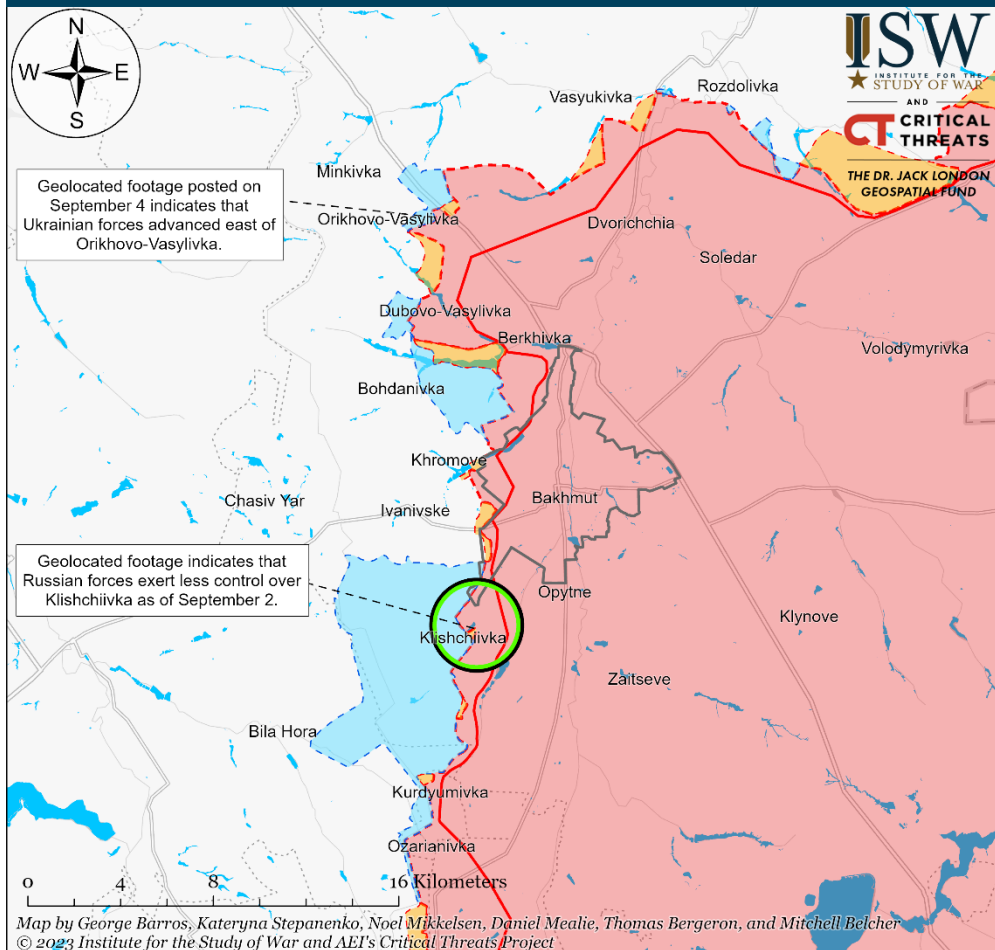 N
W
E
S
ISW
INSTITUTE FOR THE
STUDY OF WAR
AND
CT CRITICAL
THREATS
THE DR. JACK LONDON
GEOSPATIAL FUND
Vasyukivka
Rozdolivka
Minkivka
Geolocated footage posted on
September 4 indicates that
Ukrainian forces advanced east of
Orikhovo-Vasylivka.
Orikhovo-Vasylivka
Dvorichchia
Soledar
Dubovo-Vasylivka
Berkhivka
Volodymyrivka
Bohdanivka
Khromove
Chasiv Yar
Ivanivske
Bakhmut
Geolocated footage indicates that
Russian forces exert less control over
Klishchiivka as of September 2.
Opytne
Klynove
Klishchiivka
Zaitseve
Bila Hora
Kurdyumivka
Ozarianivka
0 4 8 16 Kilometers
Map by George Barros, Kateryna Stepanenko, Noel Mikkelsen, Daniel Mealie, Thomas Bergeron, and Mitchell Belcher
© 2023 Institute for the Study of War and AEI's Critical Threats Project